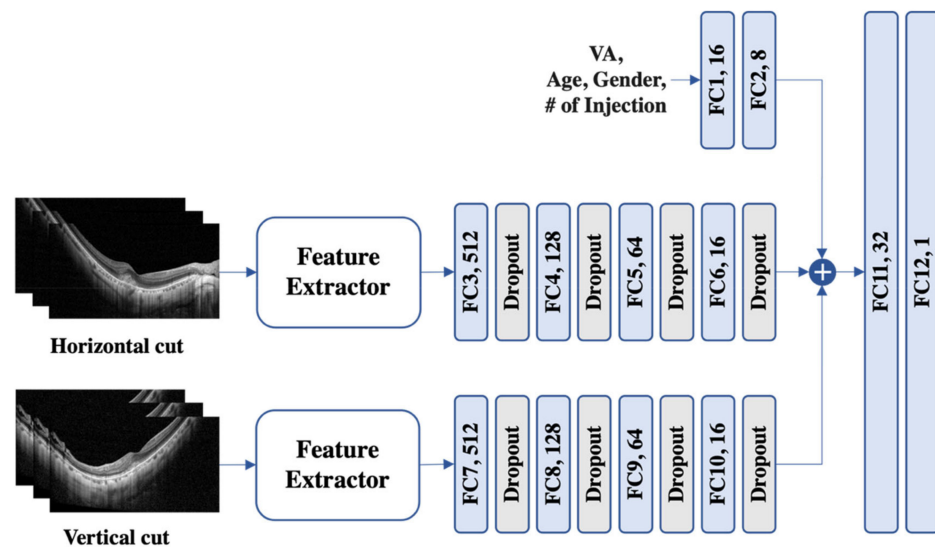 VA,
Age, Gender,
# of Injection
FC1, 16
FC2, 8
Horizontal cut
Feature
Extractor
FC3, 512
Dropout
FC4, 128
Dropout
FC5, 64
Dropout
FC6, 16
Dropout
Vertical cut
Feature
Extractor
FC7, 512
Dropout
FC8, 128
Dropout
FC9, 64
Dropout
FC10, 16
Dropout
+
FC11, 32
FC12, 1